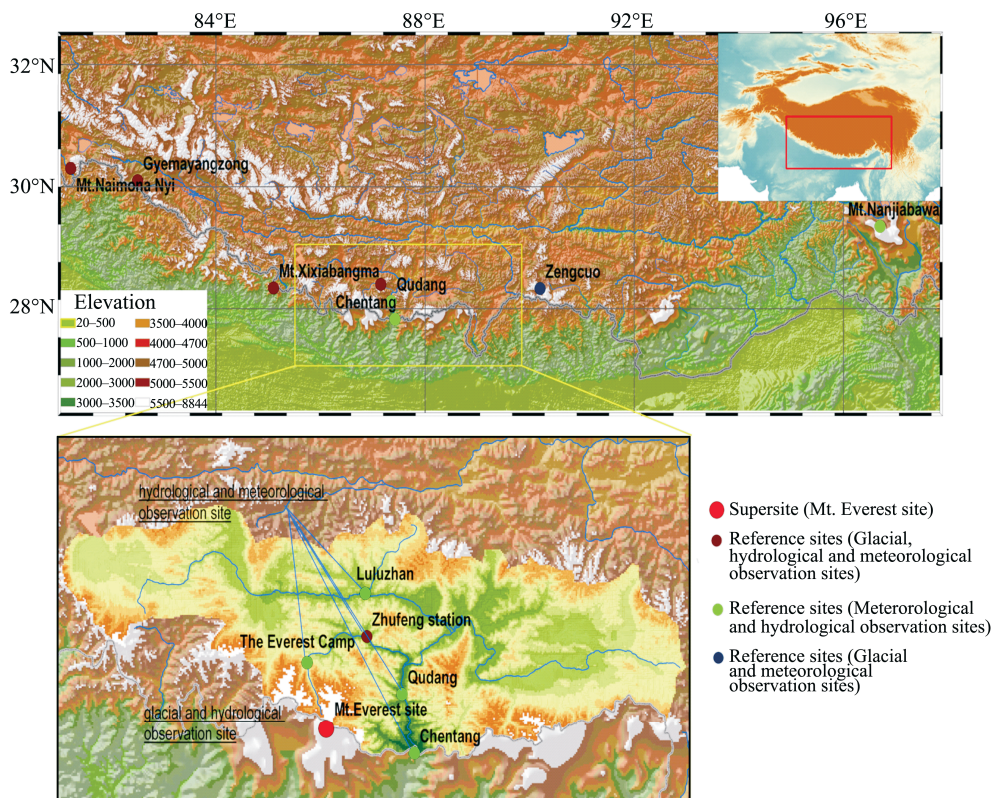 84°E 88°E 92°E 96°E
32°N
30°N
28°N
Gyemayangzong
Mt.Naimona Nyi
Mt.Nanjiabawa
Mt.Xixiabangma
Qudang
Zengcuo
Chentang
Elevation
20–500 3500–4000
500–1000 4000–4700
1000–2000 4700–5000
2000–3000 5000–5500
3000–3500 5500–8844
hydrological and meteorological
observation site
Luluzhan
Zhufeng station
The Everest Camp
Qudang
Mt.Everest site
glacial and hydrological
observation site
Chentang
Supersite (Mt. Everest site)
Reference sites (Glacial,
hydrological and meteorological
observation sites)
Reference sites (Meterorological
and hydrological observation sites)
Reference sites (Glacial
and meteorological
observation sites)